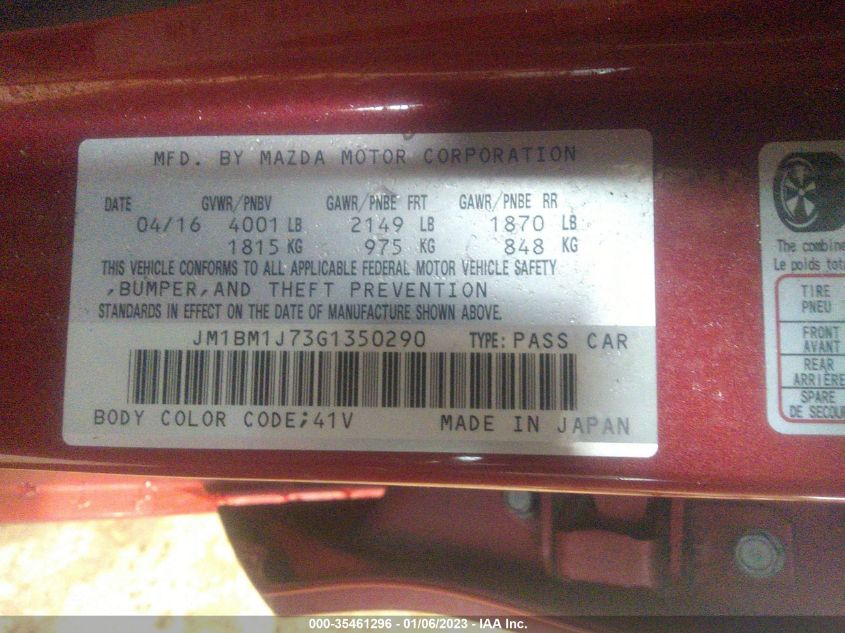 MFD. BY MAZDA MOTOR CORPORATION
DATE GVWR/PNBV GAWR/PNBE FRT GAWR/PNBE RR
04/16 4001 LB 2149 LB 1870 LB
1815 KG 975 KG 848 KG
THIS VEHICLE CONFORMS TO ALL APPLICABLE FEDERAL MOTOR VEHICLE SAFETY
,BUMPER,AND THEFT PREVENTION
STANDARDS IN EFFECT ON THE DATE OF MANUFACTURE SHOWN ABOVE.
JM1BM1J73G1350290 TYPE: PASS CAR
BODY COLOR CODE;41V MADE IN JAPAN
The combine
Le poids tota
TIRE
PNEU
FRONT
AVANT
REAR
ARRIÈRE
SPARE
DE SECOUR
000-35461296 - 01/06/2023 - IAA Inc.